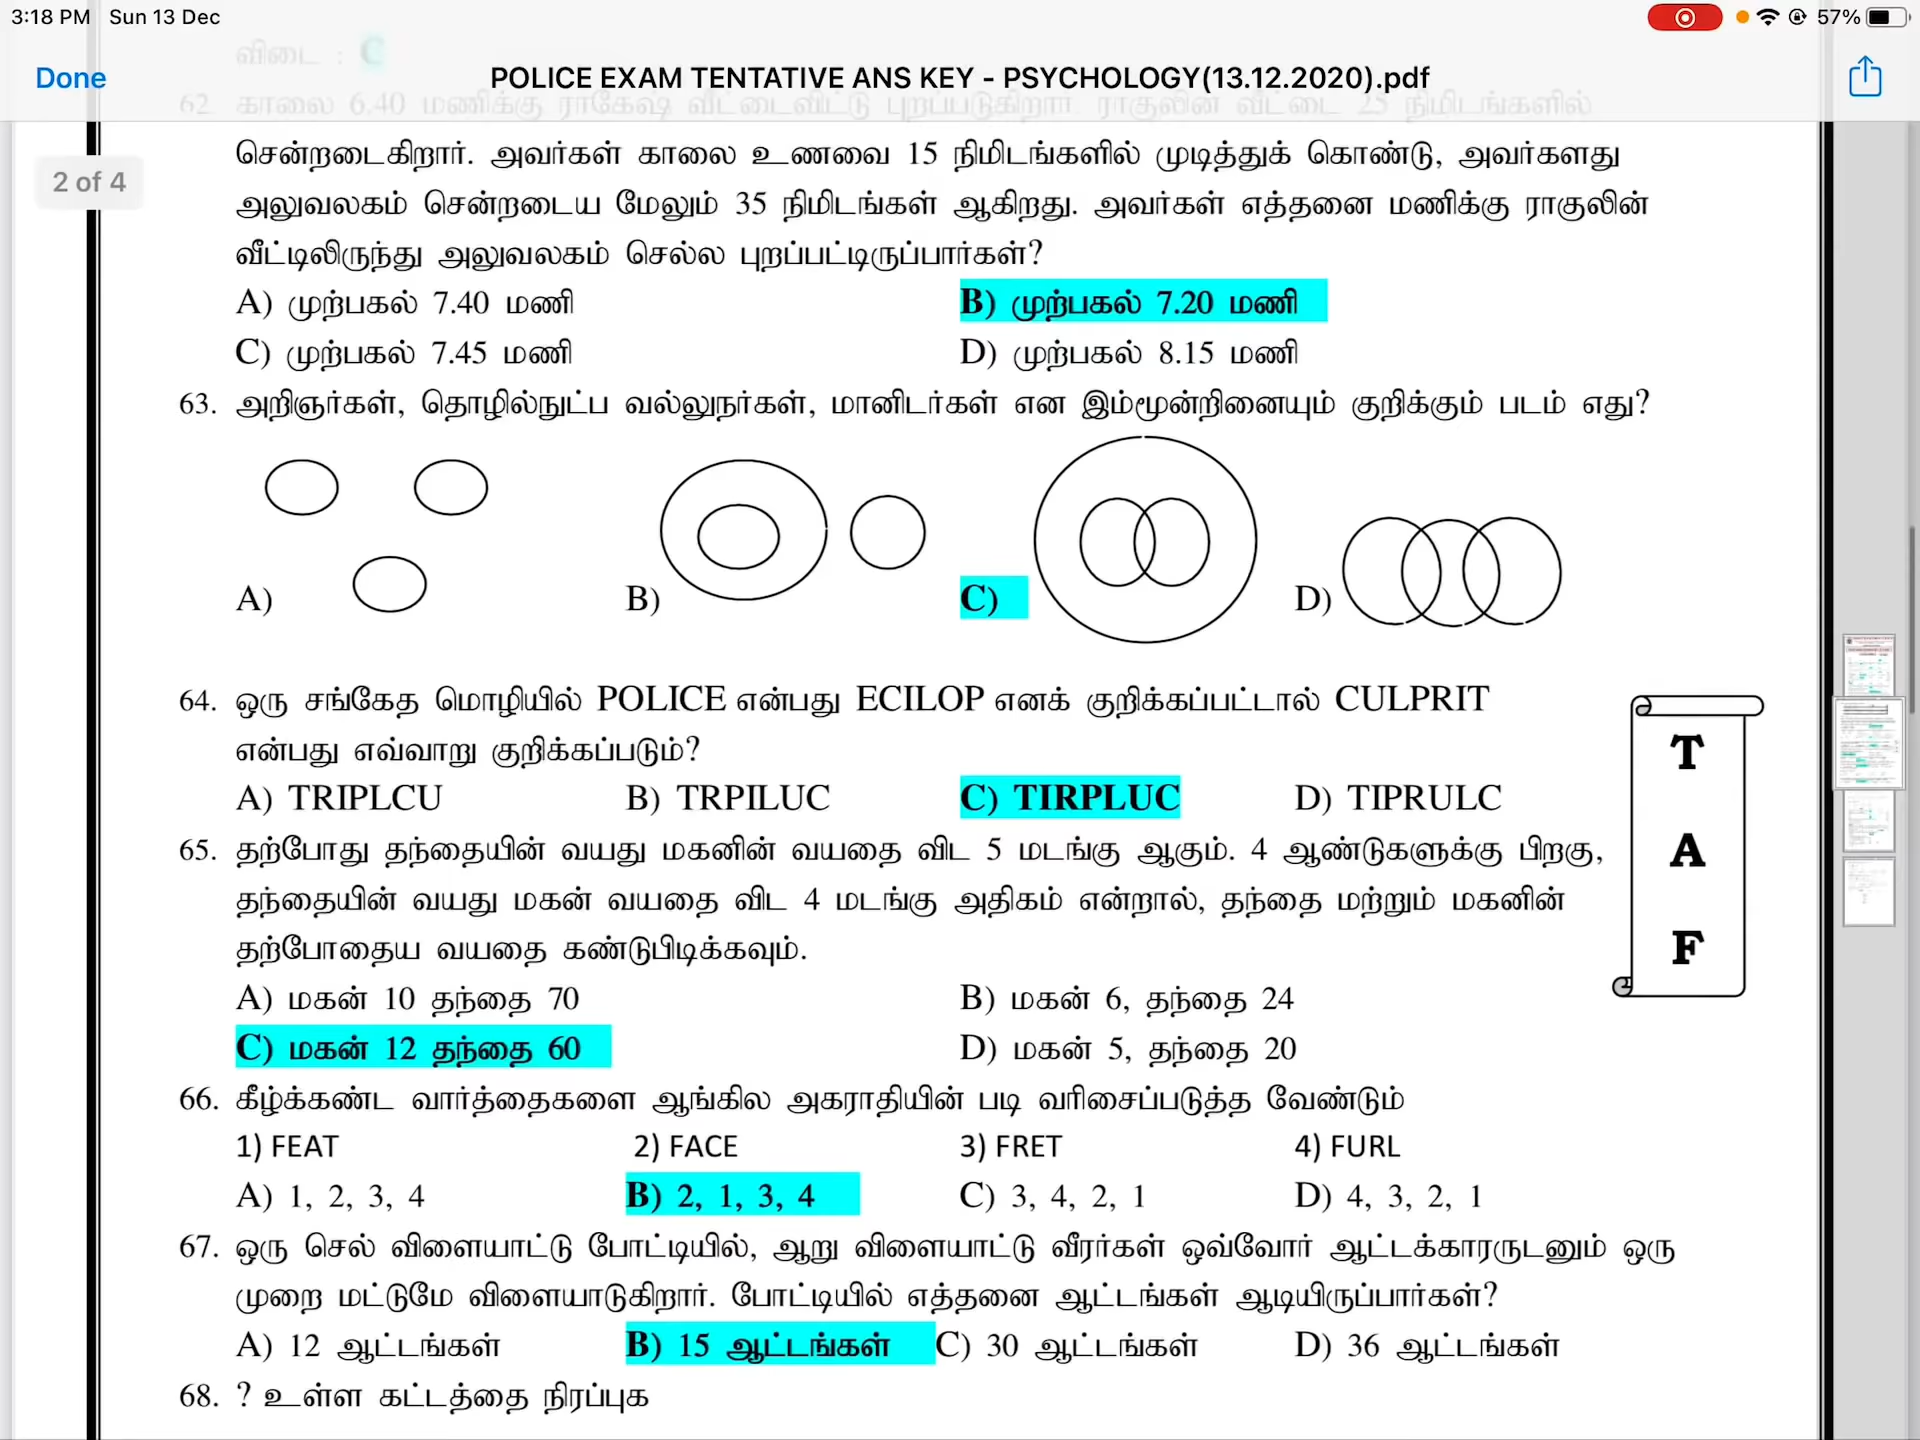 3:18 PM Sun 13 Dec
57%
விடை : C
Done
POLICE EXAM TENTATIVE ANS KEY - PSYCHOLOGY(13.12.2020).pdf
62. காலை 6.40 மணிக்கு ராகேஷ் வீட்டைவிட்டு புறப்படுகிறார். ராகுலின் வீட்டை 25 நிமிடங்களில்
2 of 4
சென்றடைகிறார். அவர்கள் காலை உணவை 15 நிமிடங்களில் முடித்துக் கொண்டு, அவர்களது
அலுவலகம் சென்றடைய மேலும் 35 நிமிடங்கள் ஆகிறது. அவர்கள் எத்தனை மணிக்கு ராகுலின்
வீட்டிலிருந்து அலுவலகம் செல்ல புறப்பட்டிருப்பார்கள்?
A) முற்பகல் 7.40 மணி B) முற்பகல் 7.20 மணி
C) முற்பகல் 7.45 மணி D) முற்பகல் 8.15 மணி
63. அறிஞர்கள், தொழில்நுட்ப வல்லுநர்கள், மானிடர்கள் என இம்மூன்றினையும் குறிக்கும் படம் எது?
A) B) C) D)
64. ஒரு சங்கேத மொழியில் POLICE என்பது ECILOP எனக் குறிக்கப்பட்டால் CULPRIT
என்பது எவ்வாறு குறிக்கப்படும்?
A) TRIPLCU B) TRPILUC C) TIRPLUC D) TIPRULC
65. தற்போது தந்தையின் வயது மகனின் வயதை விட 5 மடங்கு ஆகும். 4 ஆண்டுகளுக்கு பிறகு,
தந்தையின் வயது மகன் வயதை விட 4 மடங்கு அதிகம் என்றால், தந்தை மற்றும் மகனின்
தற்போதைய வயதை கண்டுபிடிக்கவும்.
A) மகன் 10 தந்தை 70 B) மகன் 6, தந்தை 24
C) மகன் 12 தந்தை 60 D) மகன் 5, தந்தை 20
T
A
F
66. கீழ்க்கண்ட வார்த்தைகளை ஆங்கில அகராதியின் படி வரிசைப்படுத்த வேண்டும்
1) FEAT 2) FACE 3) FRET 4) FURL
A) 1, 2, 3, 4 B) 2, 1, 3, 4 C) 3, 4, 2, 1 D) 4, 3, 2, 1
67. ஒரு செல் விளையாட்டு போட்டியில், ஆறு விளையாட்டு வீரர்கள் ஒவ்வோர் ஆட்டக்காரருடனும் ஒரு
முறை மட்டுமே விளையாடுகிறார். போட்டியில் எத்தனை ஆட்டங்கள் ஆடியிருப்பார்கள்?
A) 12 ஆட்டங்கள் B) 15 ஆட்டங்கள் C) 30 ஆட்டங்கள் D) 36 ஆட்டங்கள்
68. ? உள்ள கட்டத்தை நிரப்புக